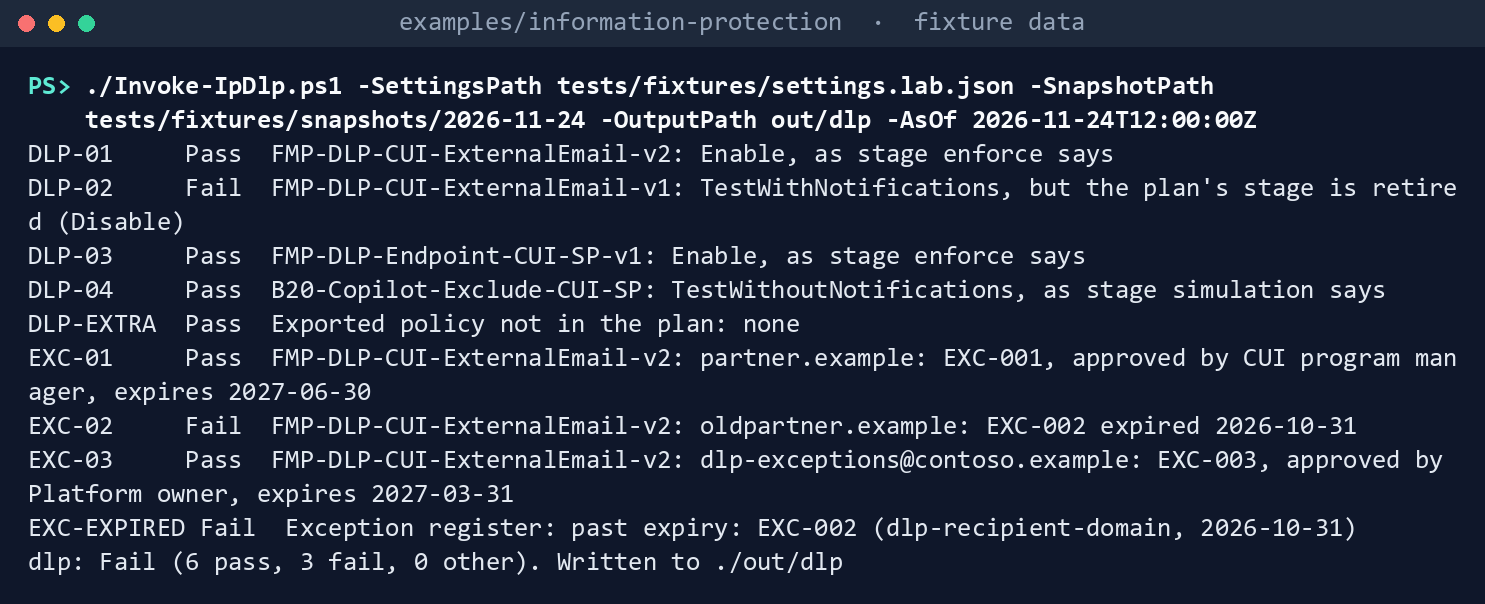 examples/information-protection · fixture data
PS> ./Invoke-IpDlp.ps1 -SettingsPath tests/fixtures/settings.lab.json -SnapshotPath
tests/fixtures/snapshots/2026-11-24 -OutputPath out/dlp -AsOf 2026-11-24T12:00:00Z
DLP-01     Pass  FMP-DLP-CUI-ExternalEmail-v2: Enable, as stage enforce says
DLP-02     Fail  FMP-DLP-CUI-ExternalEmail-v1: TestWithNotifications, but the plan's stage is retire
d (Disable)
DLP-03     Pass  FMP-DLP-Endpoint-CUI-SP-v1: Enable, as stage enforce says
DLP-04     Pass  B20-Copilot-Exclude-CUI-SP: TestWithoutNotifications, as stage simulation says
DLP-EXTRA  Pass  Exported policy not in the plan: none
EXC-01     Pass  FMP-DLP-CUI-ExternalEmail-v2: partner.example: EXC-001, approved by CUI program man
ager, expires 2027-06-30
EXC-02     Fail  FMP-DLP-CUI-ExternalEmail-v2: oldpartner.example: EXC-002 expired 2026-10-31
EXC-03     Pass  FMP-DLP-CUI-ExternalEmail-v2: dlp-exceptions@contoso.example: EXC-003, approved by
Platform owner, expires 2027-03-31
EXC-EXPIRED Fail  Exception register: past expiry: EXC-002 (dlp-recipient-domain, 2026-10-31)
dlp: Fail (6 pass, 3 fail, 0 other). Written to ./out/dlp